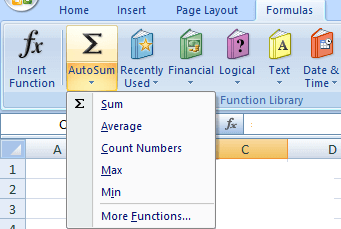 Home Insert Page Layout Formulas
fx Σ
Insert Function AutoSum Recently Used Financial Logical Text Date & Time
Function Library
Σ Sum
Average
Count Numbers
Max
Min
More Functions...
fx
A C D
1
2
3
4